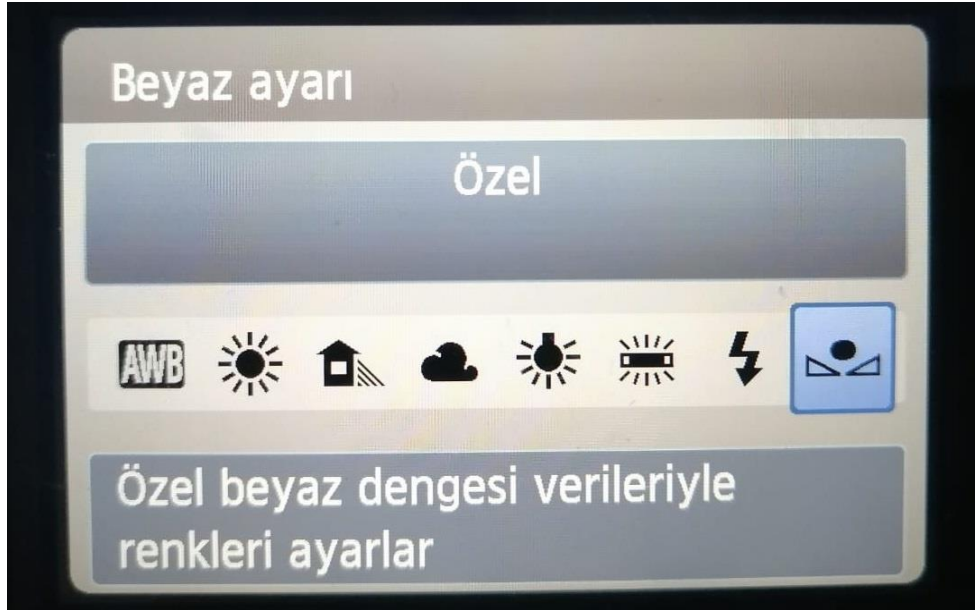 Beyaz ayarı
Özel
AWB
Özel beyaz dengesi verileriyle
renkleri ayarlar